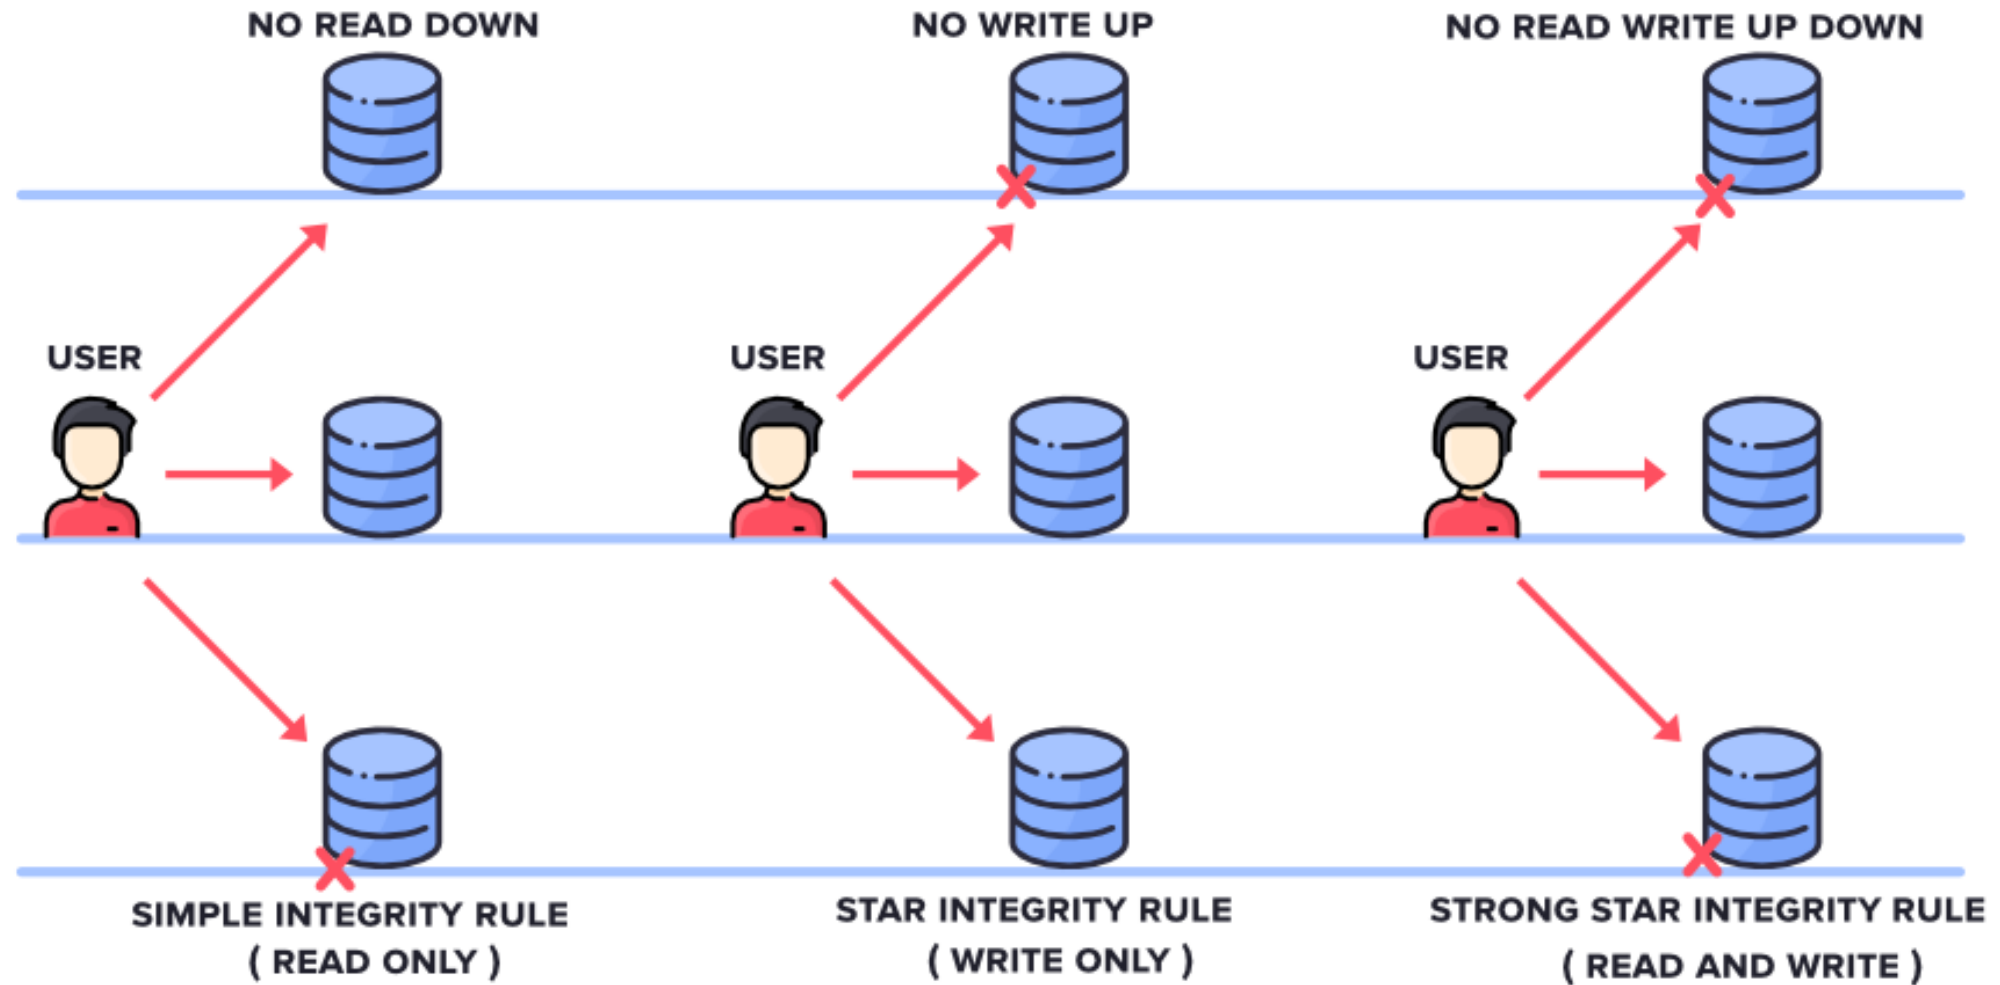 NO READ DOWN
NO WRITE UP
NO READ WRITE UP DOWN
USER
USER
USER
SIMPLE INTEGRITY RULE
( READ ONLY )
STAR INTEGRITY RULE
( WRITE ONLY )
STRONG STAR INTEGRITY RULE
( READ AND WRITE )